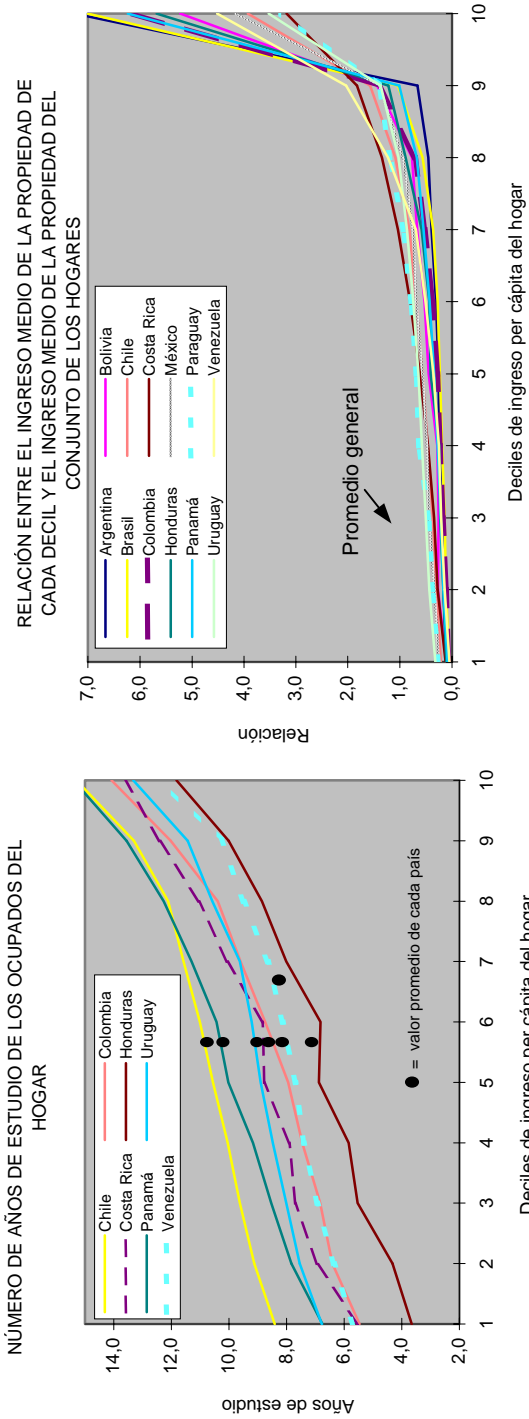 NÚMERO DE AÑOS DE ESTUDIO DE LOS OCUPADOS DEL
HOGAR
Chile
Colombia
Costa Rica
Honduras
Panamá
Uruguay
Venezuela
Años de estudio
14,0
12,0
10,0
8,0
6,0
4,0
2,0
1 2 3 4 5 6 7 8 9 10
= valor promedio de cada país
Deciles de ingreso per cápita del hogar
RELACIÓN ENTRE EL INGRESO MEDIO DE LA PROPIEDAD DE
CADA DECIL Y EL INGRESO MEDIO DE LA PROPIEDAD DEL
CONJUNTO DE LOS HOGARES
Argentina
Bolivia
Brasil
Chile
Colombia
Costa Rica
Honduras
México
Panamá
Paraguay
Uruguay
Venezuela
Relación
7,0
6,0
5,0
4,0
3,0
2,0
1,0
0,0
Promedio general
1 2 3 4 5 6 7 8 9 10
Deciles de ingreso per cápita del hogar